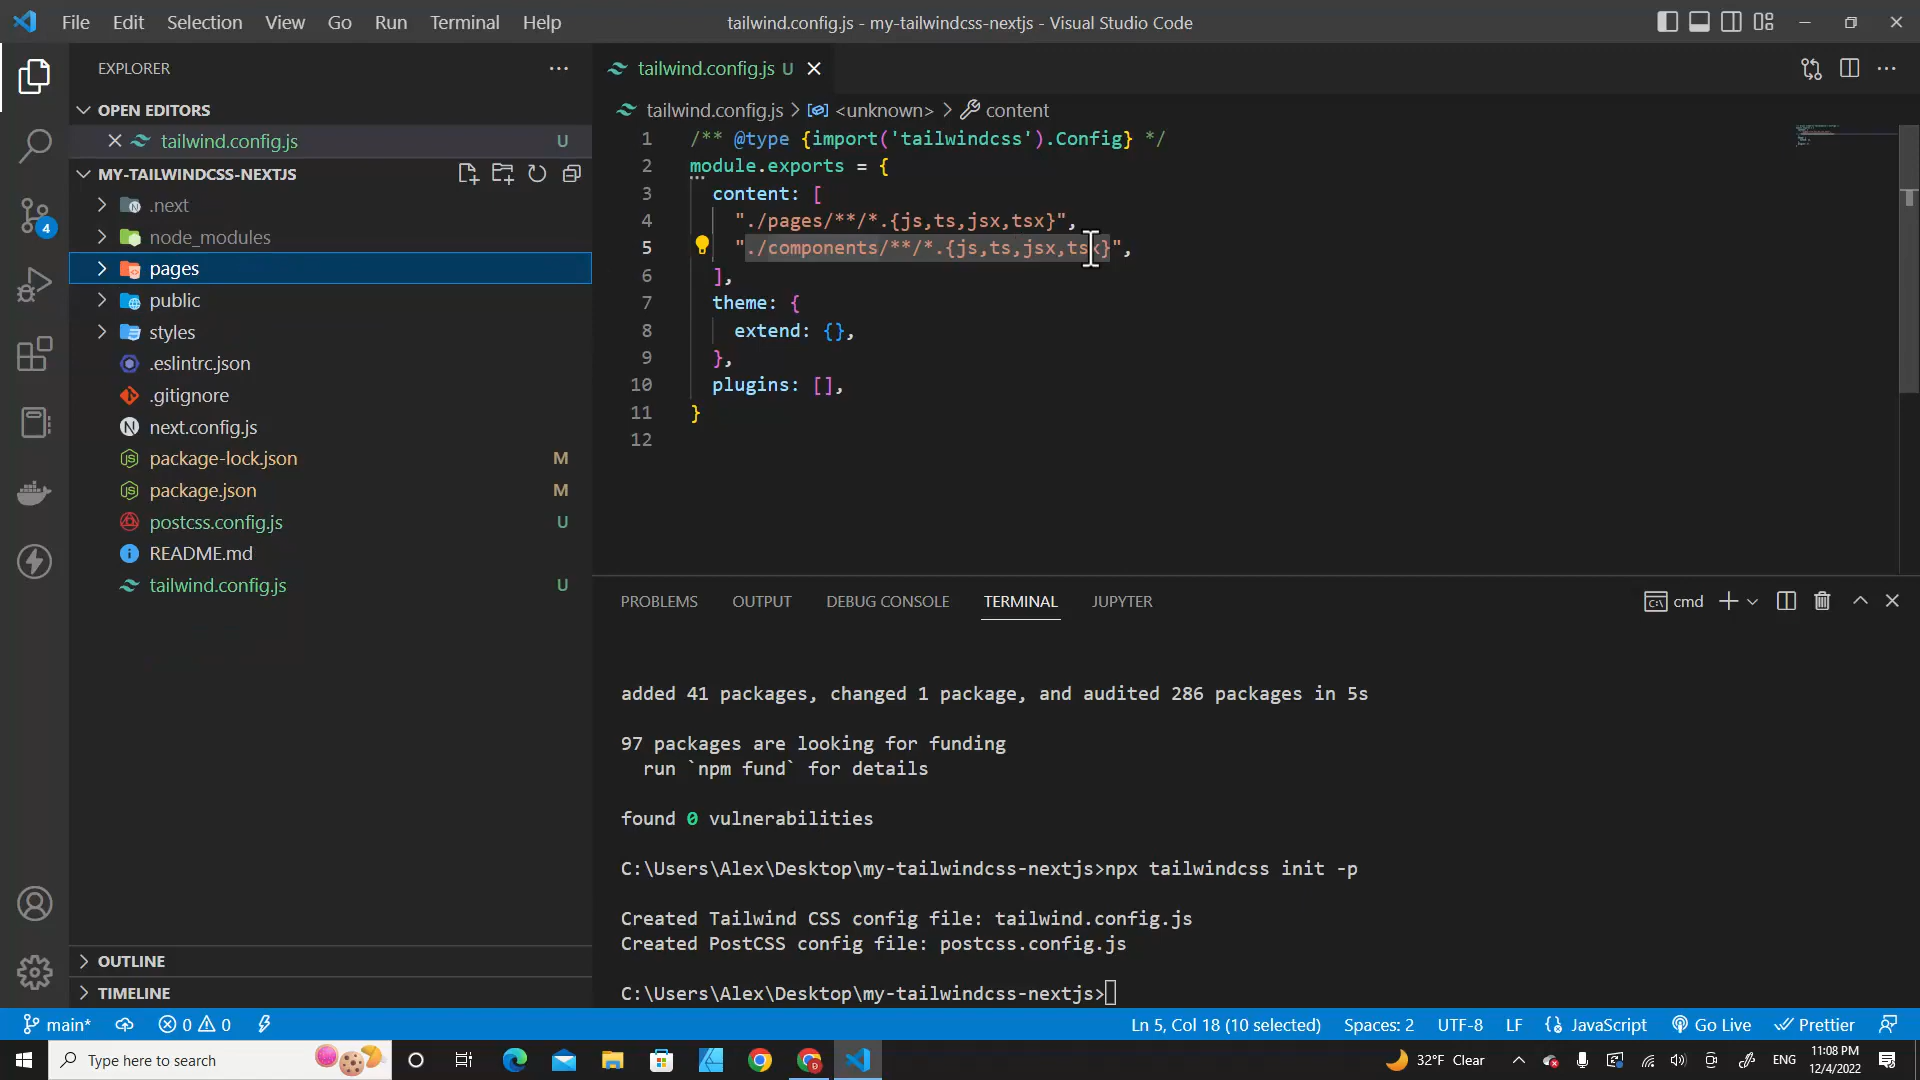 File Edit Selection View Go Run Terminal Help
tailwind.config.js - my-tailwindcss-nextjs - Visual Studio Code
EXPLORER
OPEN EDITORS
tailwind.config.js U
MY-TAILWINDCSS-NEXTJS
.next
node_modules
pages
public
styles
.eslintrc.json
.gitignore
next.config.js
package-lock.json M
package.json M
postcss.config.js U
README.md
tailwind.config.js U
OUTLINE
TIMELINE
4
tailwind.config.js U
tailwind.config.js > <unknown> > content
1 /** @type {import('tailwindcss').Config} */
2 module.exports = {
3 content: [
4 "./pages/**/*.{js,ts,jsx,tsx}",
5 "./components/**/*.{js,ts,jsx,tsx}",
6 ],
7 theme: {
8 extend: {},
9 },
10 plugins: [],
11 }
12
PROBLEMS OUTPUT DEBUG CONSOLE TERMINAL JUPYTER
cmd
added 41 packages, changed 1 package, and audited 286 packages in 5s
97 packages are looking for funding
run `npm fund` for details
found 0 vulnerabilities
C:\Users\Alex\Desktop\my-tailwindcss-nextjs>npx tailwindcss init -p
Created Tailwind CSS config file: tailwind.config.js
Created PostCSS config file: postcss.config.js
C:\Users\Alex\Desktop\my-tailwindcss-nextjs>
main* 0 0 Ln 5, Col 18 (10 selected) Spaces: 2 UTF-8 LF {} JavaScript Go Live Prettier
Type here to search
32°F Clear
ENG
11:08 PM
12/4/2022